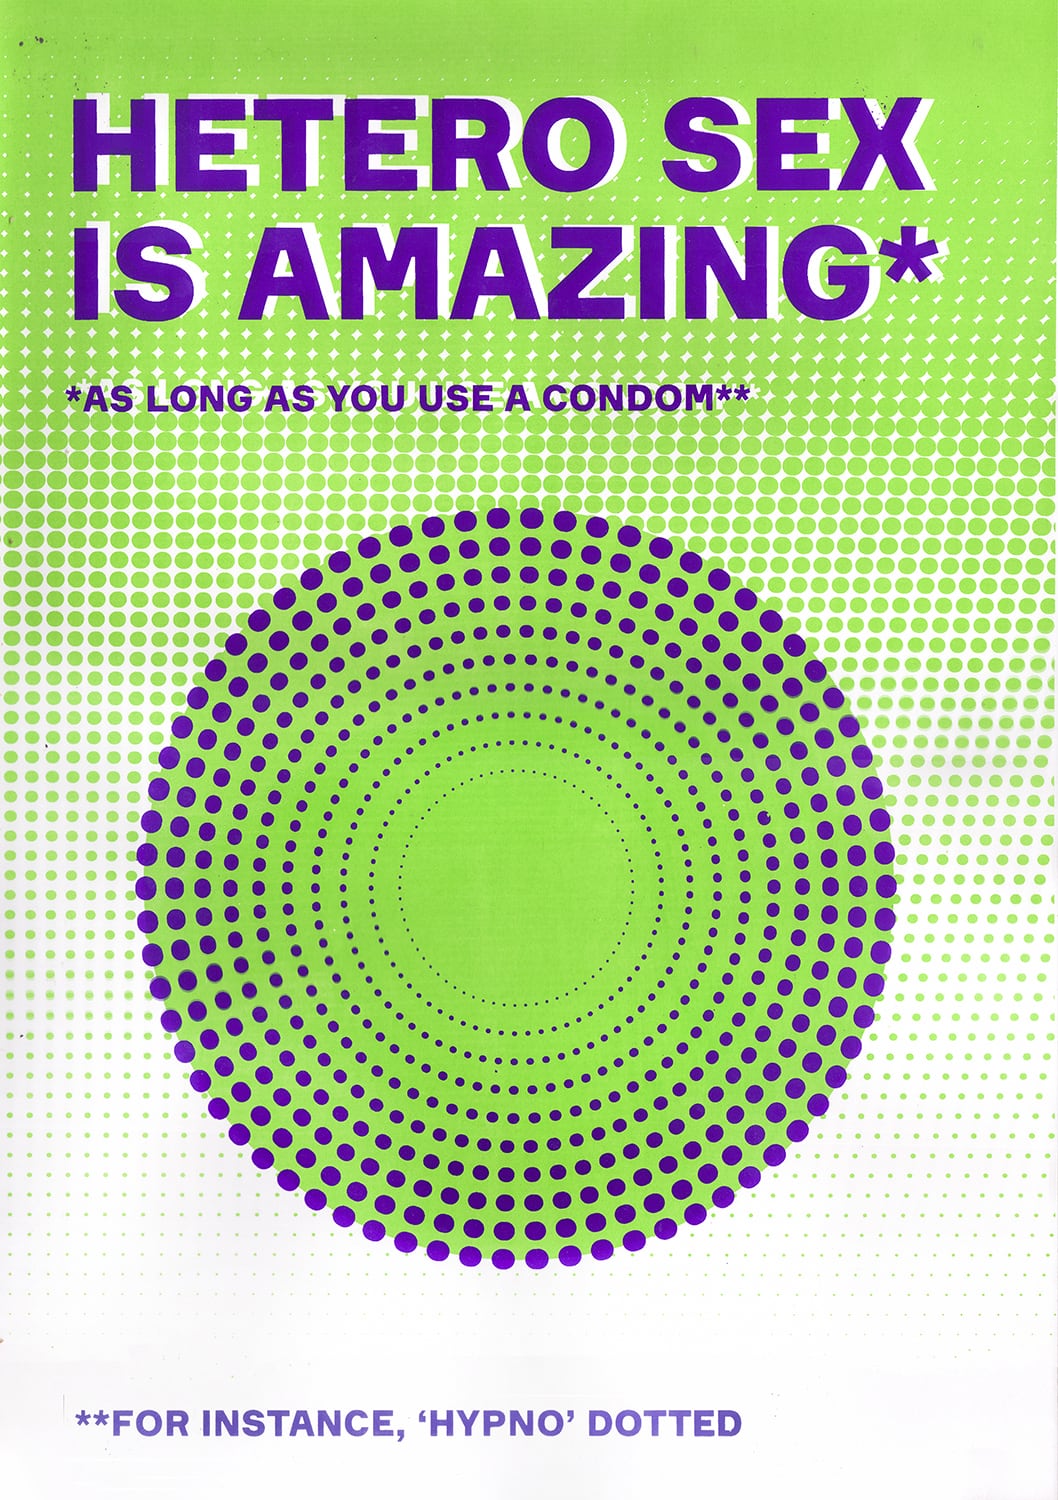 HETERO SEX
IS AMAZING*
*AS LONG AS YOU USE A CONDOM**
**FOR INSTANCE, ‘HYPNO’ DOTTED